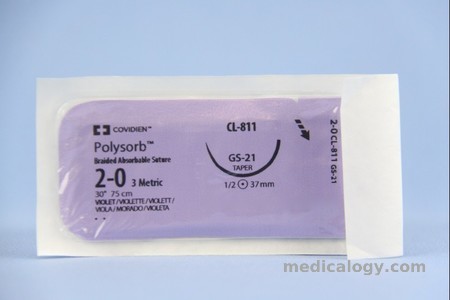 COVIDIEN™
Polysorb™
Braided Absorbable Suture
2-0 3 Metric
30" 75 cm
VIOLET/VIOLETTE/VIOLETT/
VIOLA/MORADO/VIOLETA
CL-811
GS-21
TAPER
1/2 37mm
2-0 CL-811 GS-21
medicalogy.com